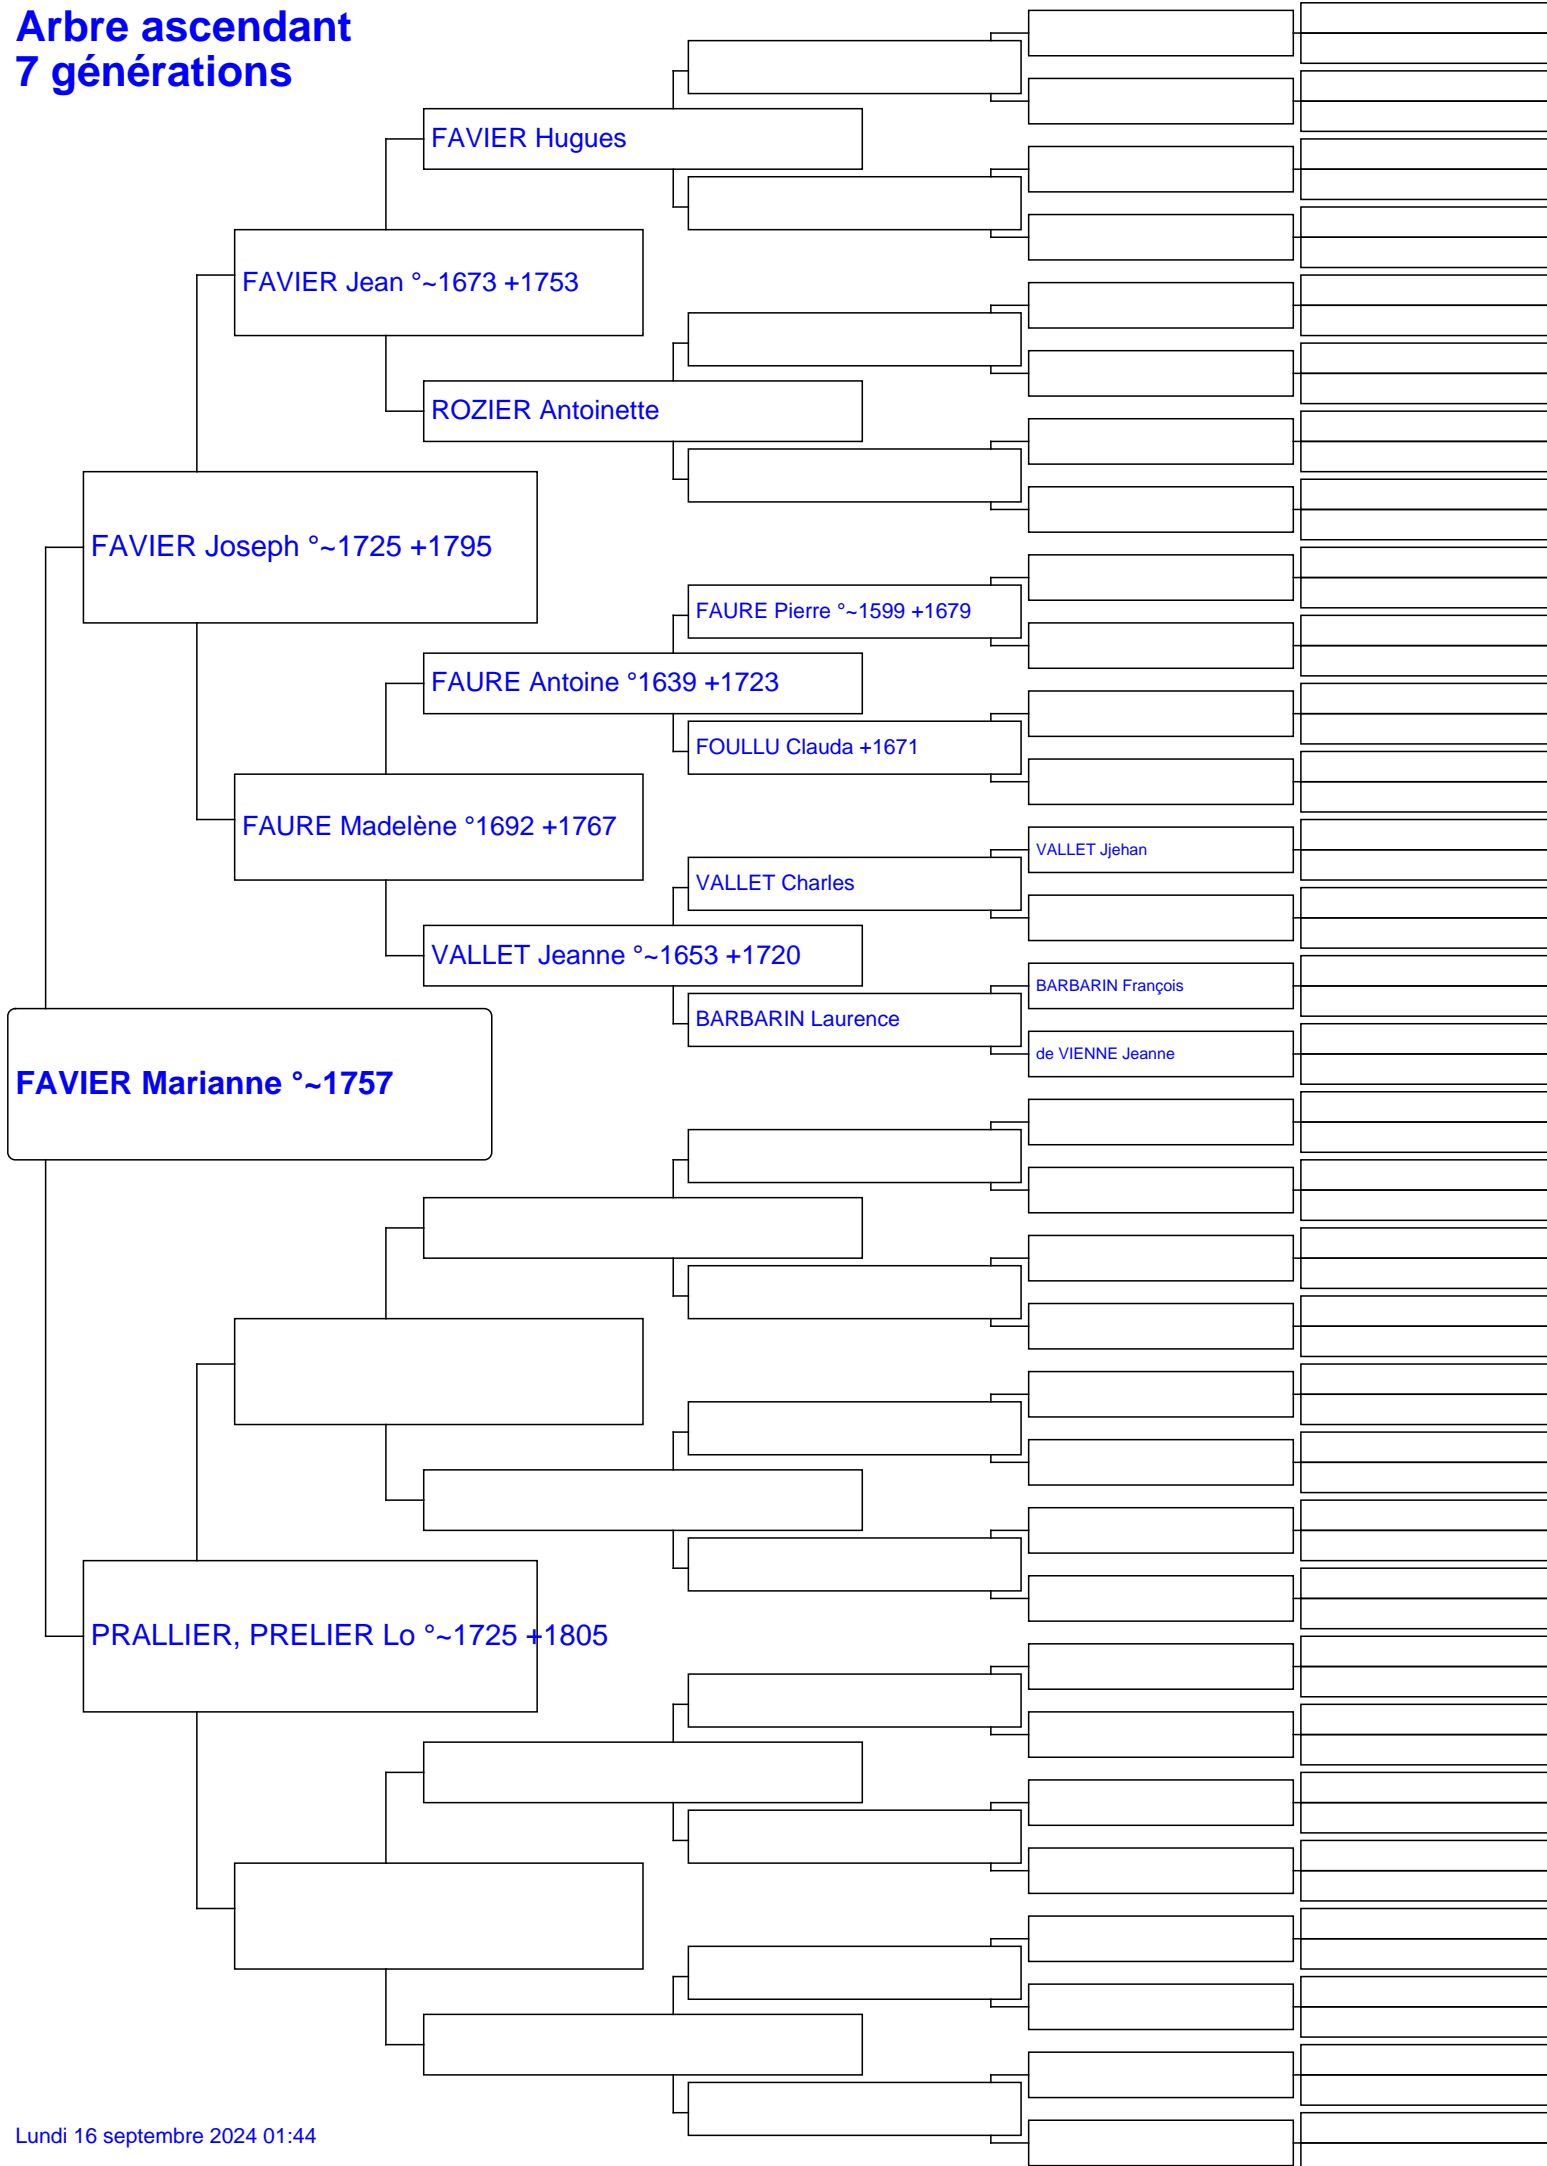 Arbre ascendant
7 générations
FAVIER Hugues
FAVIER Jean °~1673 +1753
ROZIER Antoinette
FAVIER Joseph °~1725 +1795
FAURE Pierre °~1599 +1679
FAURE Antoine °1639 +1723
FOULLU Clauda +1671
FAURE Madelène °1692 +1767
VALLET Jjehan
VALLET Charles
VALLET Jeanne °~1653 +1720
BARBARIN François
BARBARIN Laurence
de VIENNE Jeanne
FAVIER Marianne °~1757
PRALLIER, PRELIER Lo °~1725 +1805
Lundi 16 septembre 2024 01:44